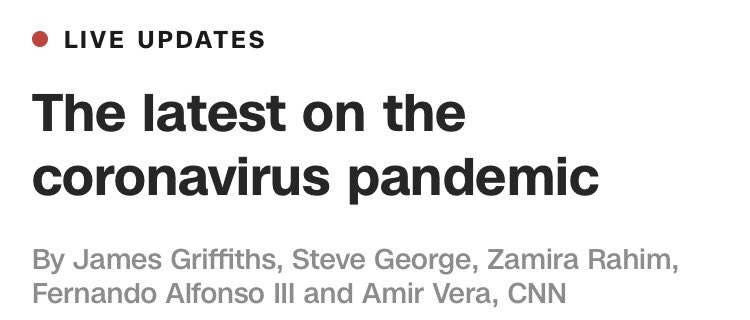 LIVE UPDATES
The latest on the
coronavirus pandemic
By James Griffiths, Steve George, Zamira Rahim,
Fernando Alfonso III and Amir Vera, CNN